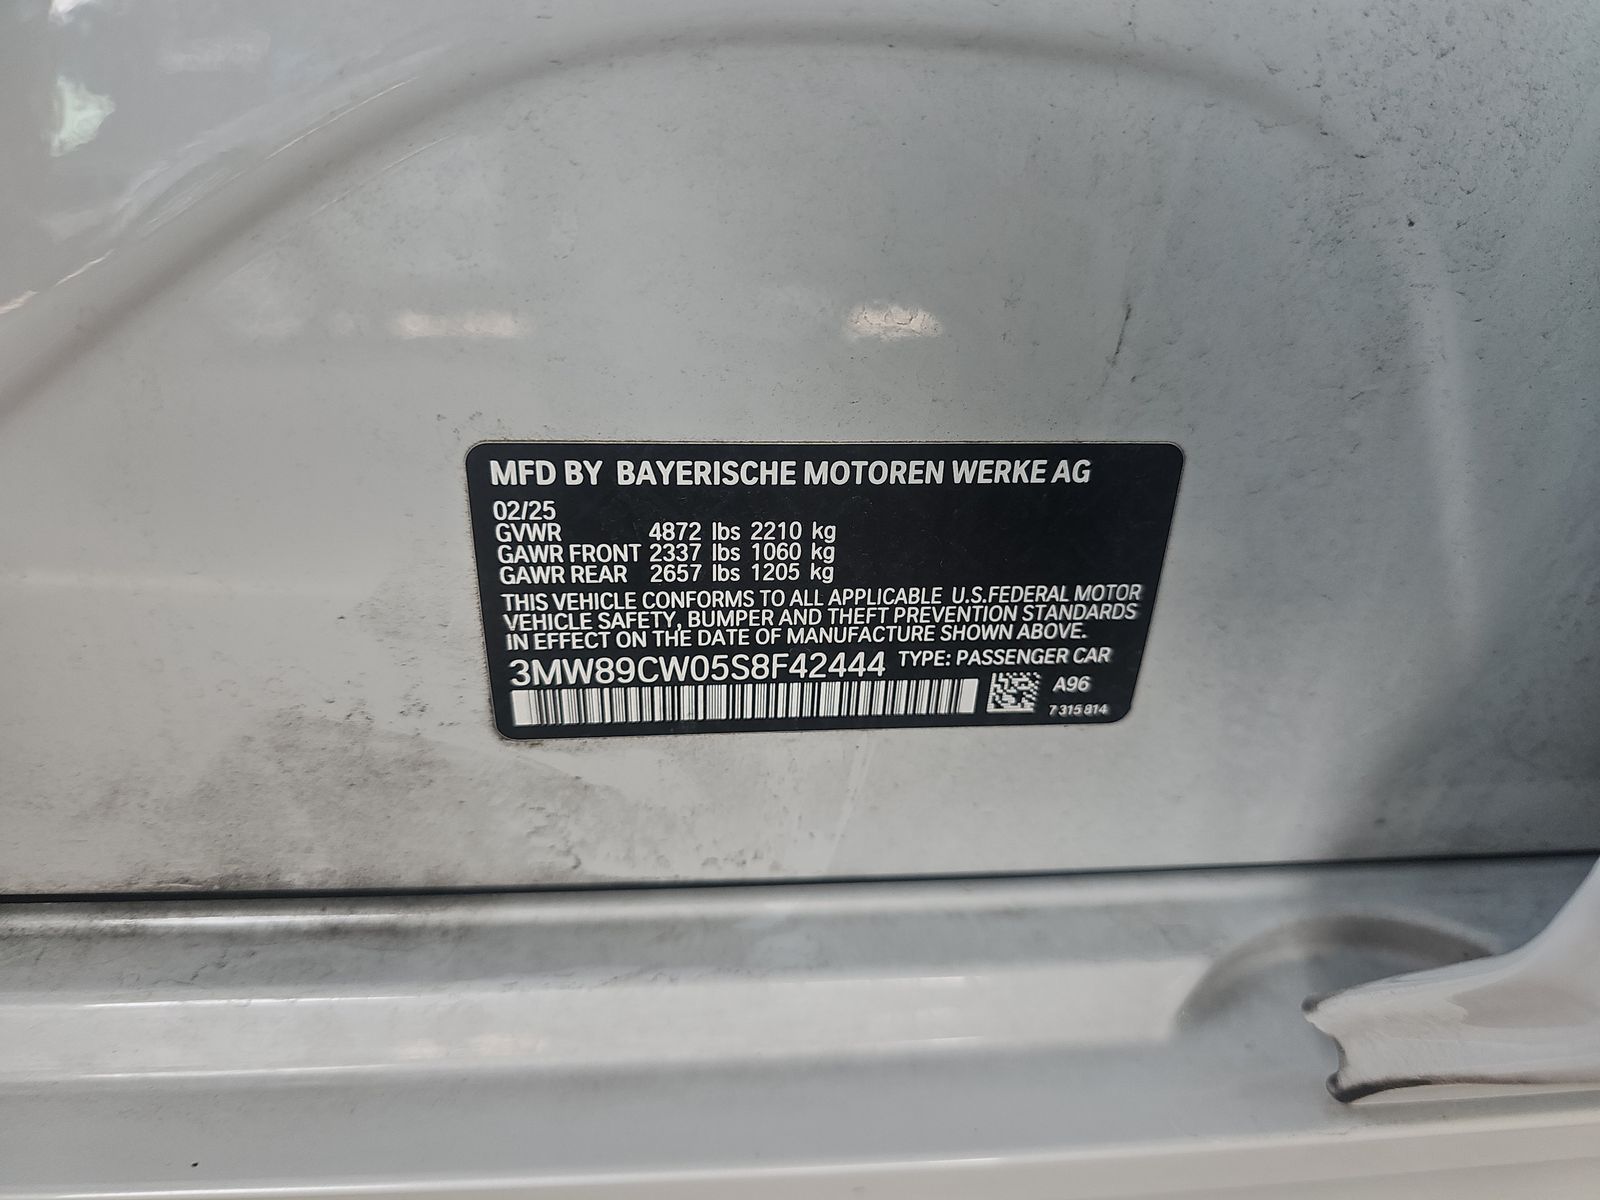 MFD BY BAYERISCHE MOTOREN WERKE AG
02/25
GVWR 4872 lbs 2210 kg
GAWR FRONT 2337 lbs 1060 kg
GAWR REAR 2657 lbs 1205 kg
THIS VEHICLE CONFORMS TO ALL APPLICABLE U.S.FEDERAL MOTOR
VEHICLE SAFETY, BUMPER AND THEFT PREVENTION STANDARDS
IN EFFECT ON THE DATE OF MANUFACTURE SHOWN ABOVE.
3MW89CW05S8F42444 TYPE: PASSENGER CAR
A96
7 315 814